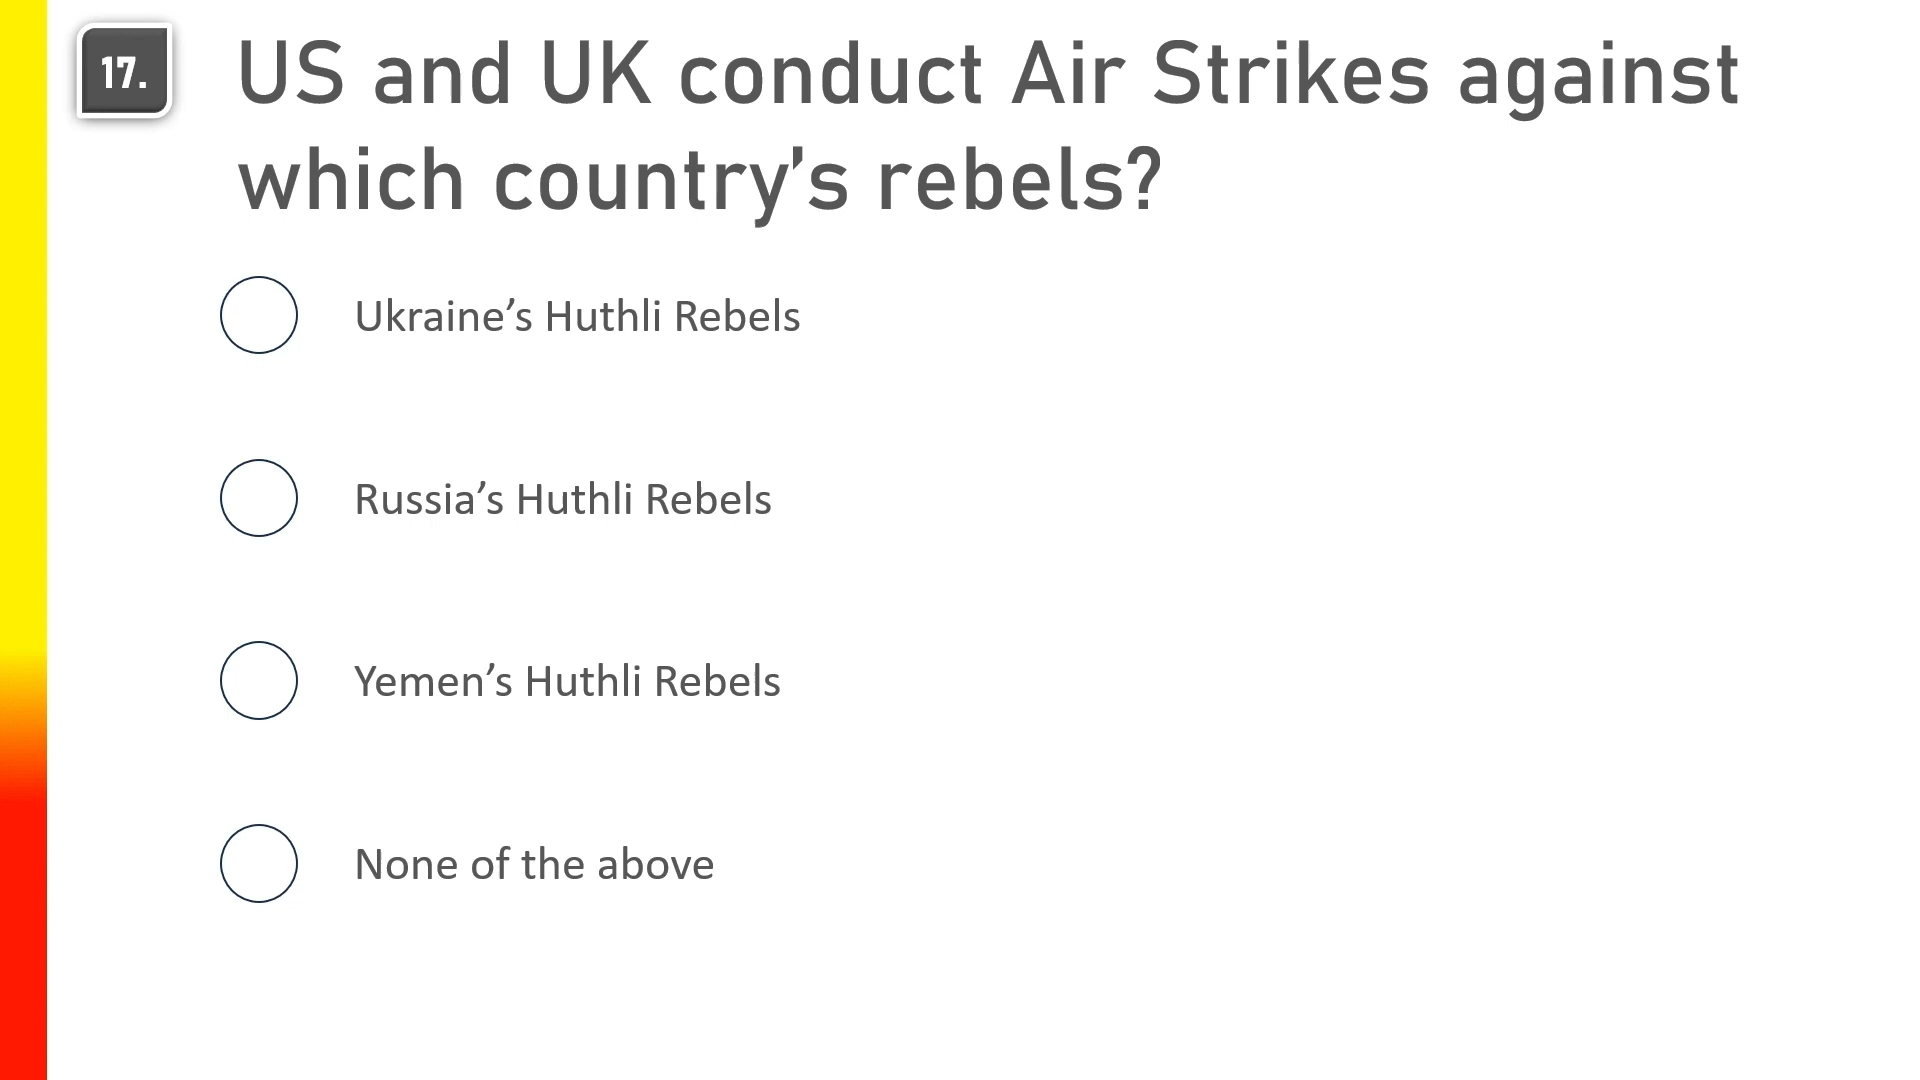 17.
US and UK conduct Air Strikes against
which country’s rebels?
Ukraine’s Huthli Rebels
Russia’s Huthli Rebels
Yemen’s Huthli Rebels
None of the above